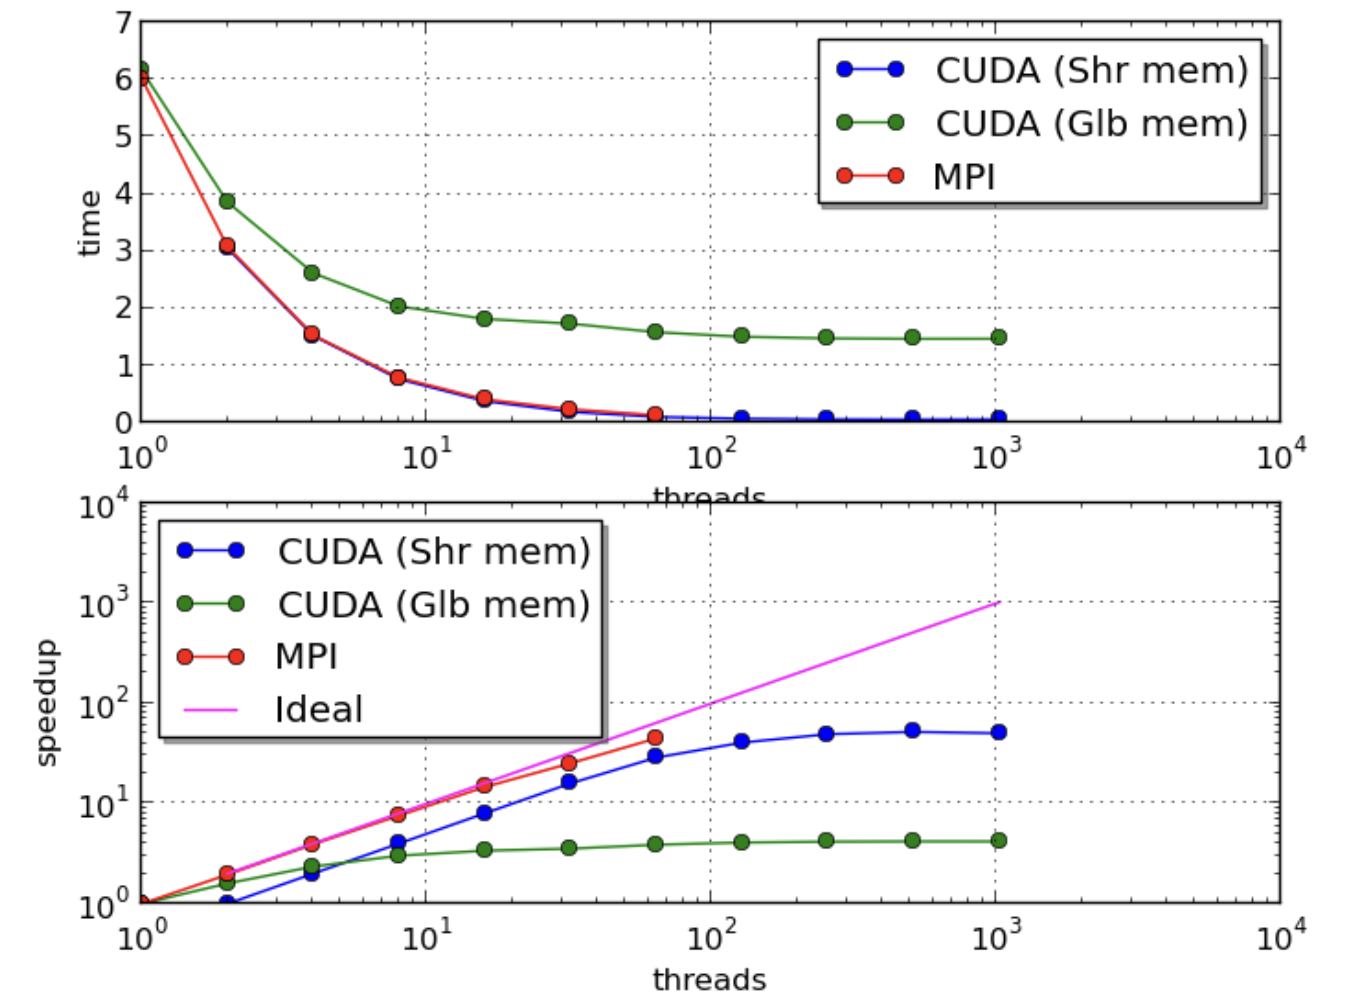 7
6
5
4
3
2
1
0
time
CUDA (Shr mem)
CUDA (Glb mem)
MPI
10^0 10^1 10^2 10^3 10^4
threads
10^4
10^3
10^2
10^1
10^0
speedup
CUDA (Shr mem)
CUDA (Glb mem)
MPI
Ideal
10^0 10^1 10^2 10^3 10^4
threads